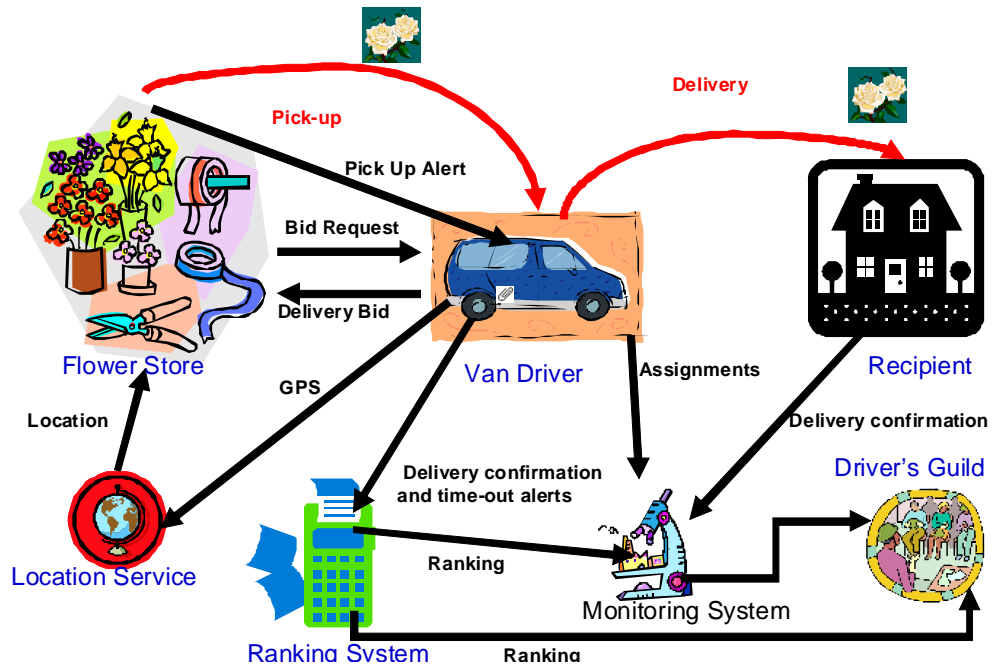 Delivery
Pick-up
Pick Up Alert
Bid Request
Delivery Bid
Flower Store
Van Driver
Recipient
GPS
Assignments
Location
Delivery confirmation
Driver's Guild
Delivery confirmation
and time-out alerts
Location Service
Ranking
Monitoring System
Ranking System
Ranking